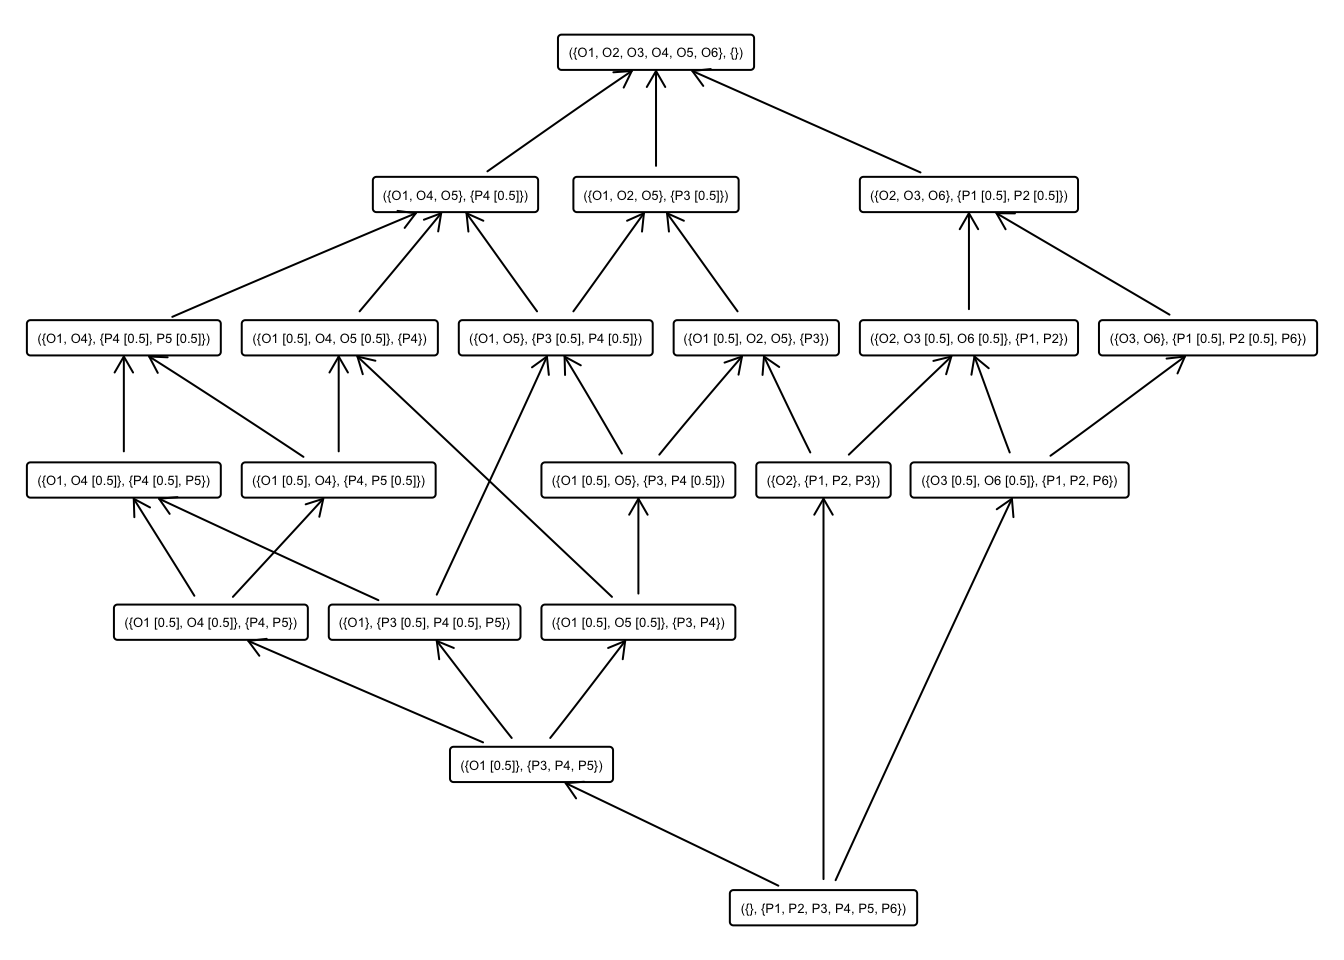 ({O1, O2, O3, O4, O5, O6}, {})
({O1, O4, O5}, {P4 [0.5]})
({O1, O2, O5}, {P3 [0.5]})
({O2, O3, O6}, {P1 [0.5], P2 [0.5]})
({O1, O4}, {P4 [0.5], P5 [0.5]})
({O1 [0.5], O4, O5 [0.5]}, {P4})
({O1, O5}, {P3 [0.5], P4 [0.5]})
({O1 [0.5], O2, O5}, {P3})
({O2, O3 [0.5], O6 [0.5]}, {P1, P2})
({O3, O6}, {P1 [0.5], P2 [0.5], P6})
({O1, O4 [0.5]}, {P4 [0.5], P5})
({O1 [0.5], O4}, {P4, P5 [0.5]})
({O1 [0.5], O5}, {P3, P4 [0.5]})
({O2}, {P1, P2, P3})
({O3 [0.5], O6 [0.5]}, {P1, P2, P6})
({O1 [0.5], O4 [0.5]}, {P4, P5})
({O1}, {P3 [0.5], P4 [0.5], P5})
({O1 [0.5], O5 [0.5]}, {P3, P4})
({O1 [0.5]}, {P3, P4, P5})
({}, {P1, P2, P3, P4, P5, P6})